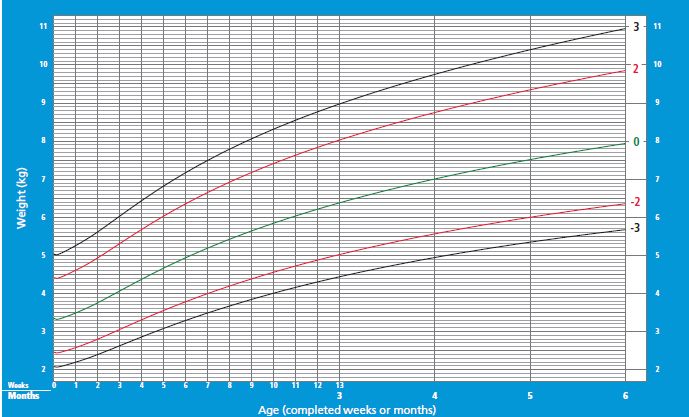 11 3 11
10 2 10
9 9
8 0 8
7 7
6 -2 6
-3
5 5
4 4
3 3
2 2
Weight (kg)
Weeks 0 1 2 3 4 5 6 7 8 9 10 11 12 13
Months 3 4 5 6
Age (completed weeks or months)